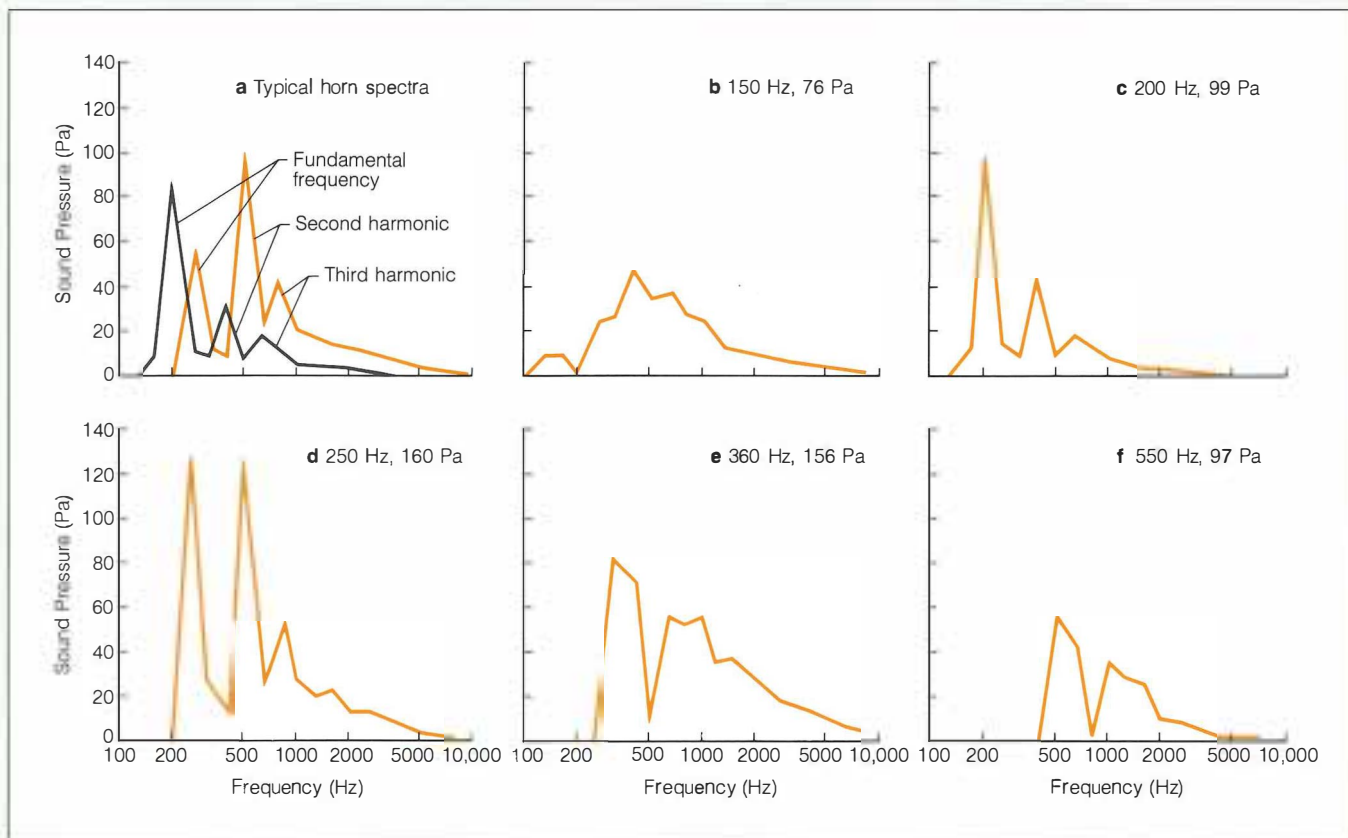 a Typical horn spectra
Sound Pressure (Pa)
140
120
100
80
60
40
20
0
Fundamental
frequency
Second harmonic
Third harmonic
b 150 Hz, 76 Pa
c 200 Hz, 99 Pa
d 250 Hz, 160 Pa
Sound Pressure (Pa)
140
120
100
80
60
40
20
0
100 200 500 1000 2000 5000 10,000
Frequency (Hz)
e 360 Hz, 156 Pa
100 200 500 1000 2000 5000 10,000
Frequency (Hz)
f 550 Hz, 97 Pa
100 200 500 1000 2000 5000 10,000
Frequency (Hz)